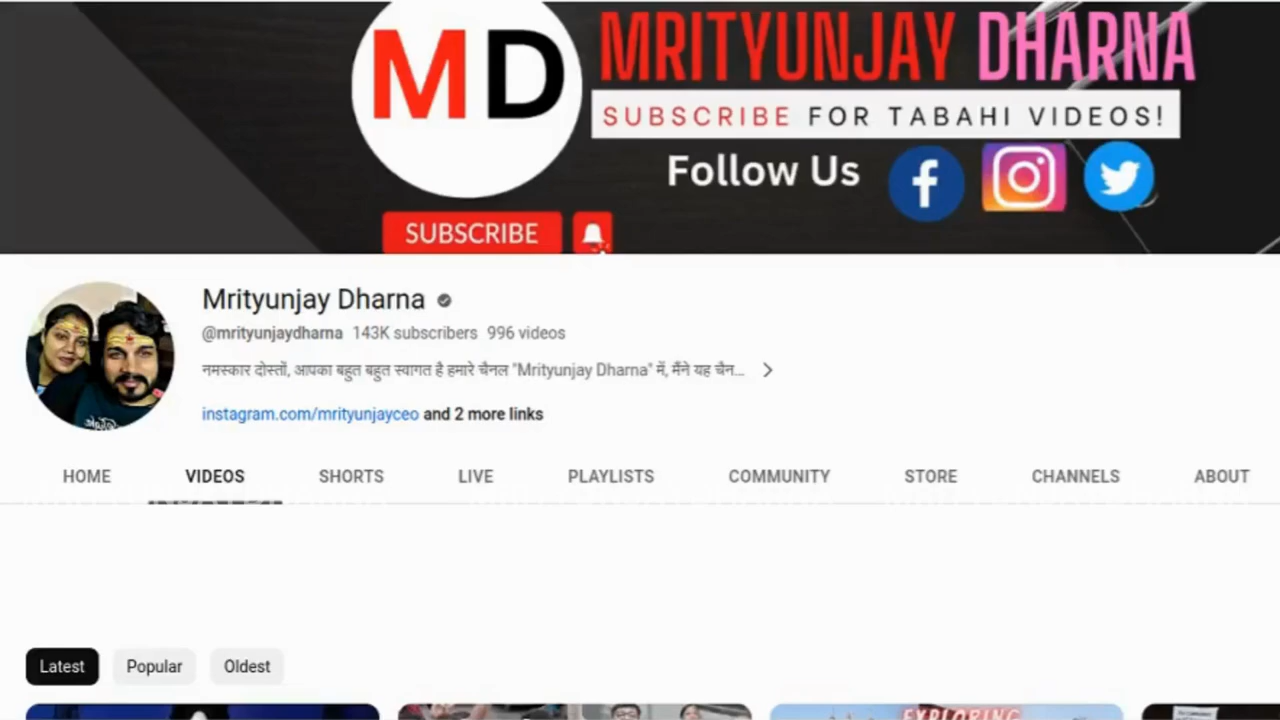 MD
MRITYUNJAY DHARNA
SUBSCRIBE FOR TABAHI VIDEOS!
Follow Us
SUBSCRIBE
Mrityunjay Dharna
@mrityunjaydharna 143K subscribers 996 videos
नमस्कार दोस्तों, आपका बहुत बहुत स्वागत है हमारे चैनल "Mrityunjay Dharna" में, मैंने यह चैन...
instagram.com/mrityunjayceo and 2 more links
HOME VIDEOS SHORTS LIVE PLAYLISTS COMMUNITY STORE CHANNELS ABOUT
Latest Popular Oldest
EXPLORING